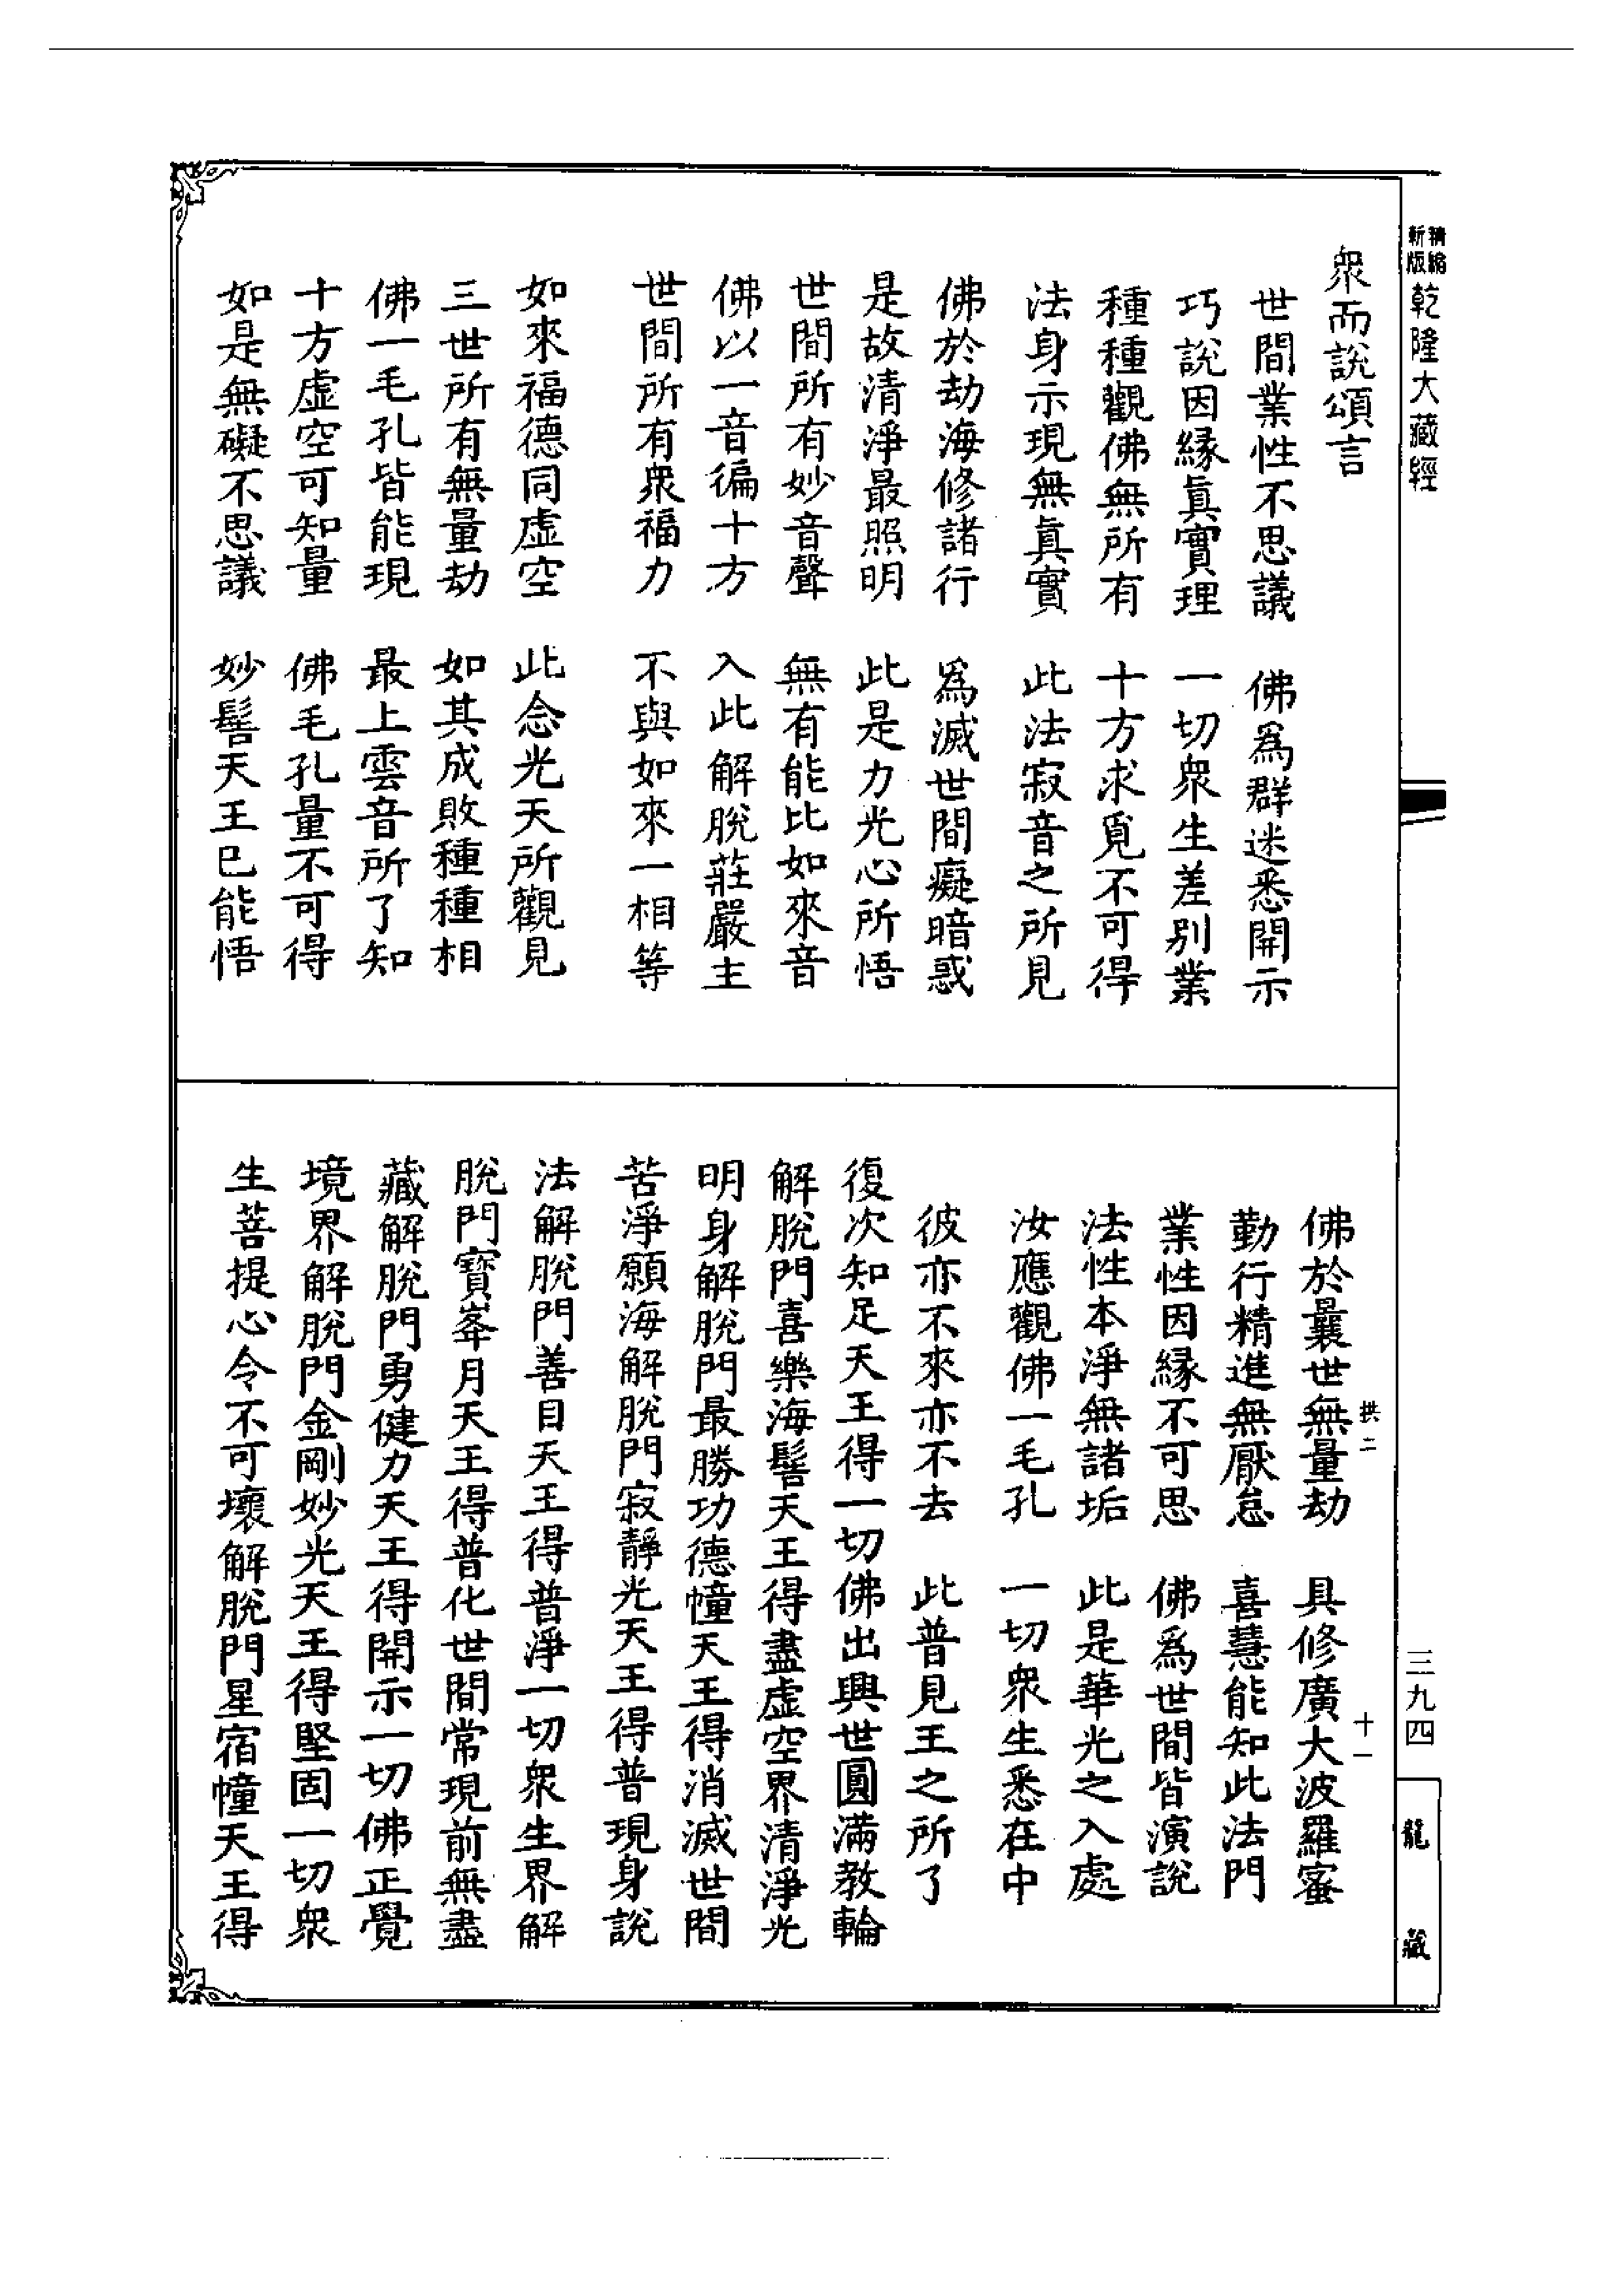 精縮新版乾隆大藏經
衆而說頌言
世間業性不思議　佛爲群迷悉開示
巧說因緣眞實理　一切衆生差別業
種種觀佛無所有　十方求覓不可得
法身示現無眞實　此法寂音之所見
佛於劫海修諸行　爲滅世間癡暗惑
是故清淨最照明　此是力光心所悟
世間所有妙音聲　無有能比如來音
佛以一音徧十方　入此解脫莊嚴主
世間所有衆福力　不與如來一相等
如來福德同虛空　此念光天所觀見
三世所有無量劫　如其成敗種種相
佛一毛孔皆能現　最上雲音所了知
十方虛空可知量　佛毛孔量不可得
如是無礙不思議　妙髻天王已能悟
拱二　十一
佛於曩世無量劫　具修廣大波羅蜜
勤行精進無厭怠　喜慧能知此法門
業性因緣不可思　佛爲世間皆演說
法性本淨無諸垢　此是華光之入處
汝應觀佛一毛孔　一切衆生悉在中
彼亦不來亦不去　此普見王之所了
復次知足天王得一切佛出興世圓滿教輪
解脫門喜樂海髻天王得盡虛空界清淨光
明身解脫門最勝功德幢天王得消滅世間
苦淨願海解脫門寂靜光天王得普現身說
法解脫門善目天王得普淨一切衆生界解
脫門寶峯月天王得普化世間常現前無盡
藏解脫門勇健力天王得開示一切佛正覺
境界解脫門金剛妙光天王得堅固一切衆
生菩提心令不可壞解脫門星宿幢天王得
三九四
龍藏